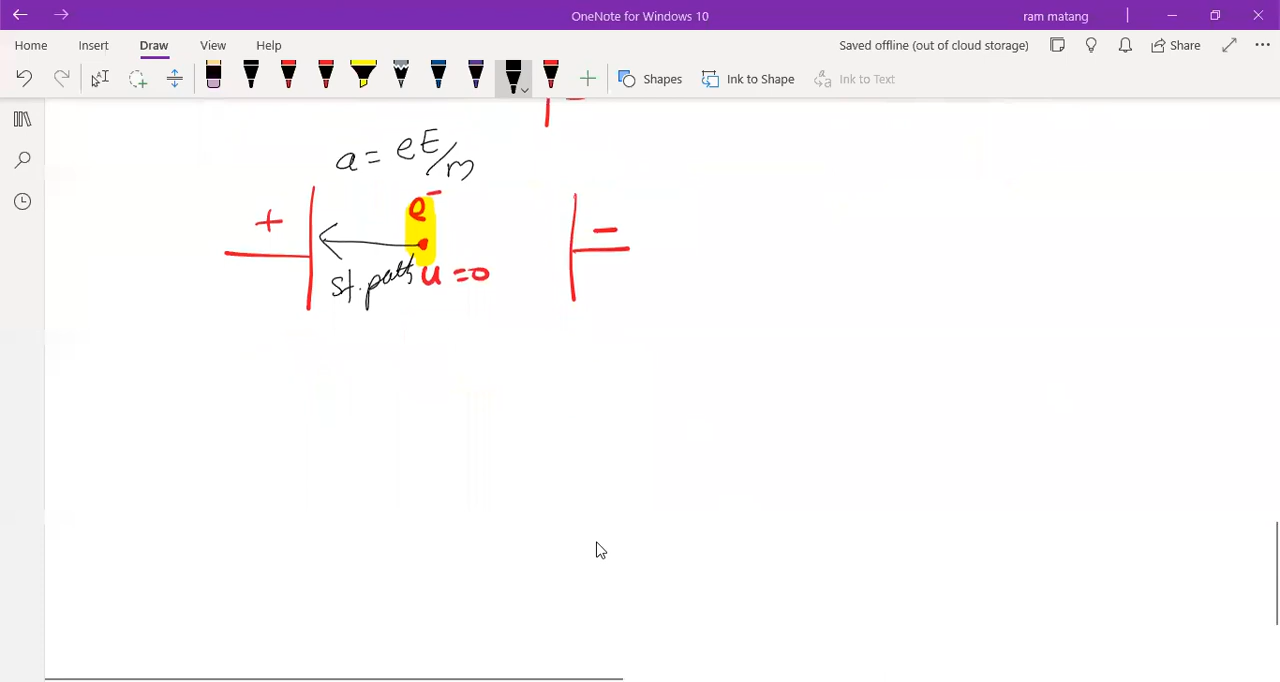 OneNote for Windows 10
ram matang
Home Insert Draw View Help
Saved offline (out of cloud storage)
Share
Shapes
Ink to Shape
Ink to Text
a = eE/m
+
e⁻
−
st. path
u = 0